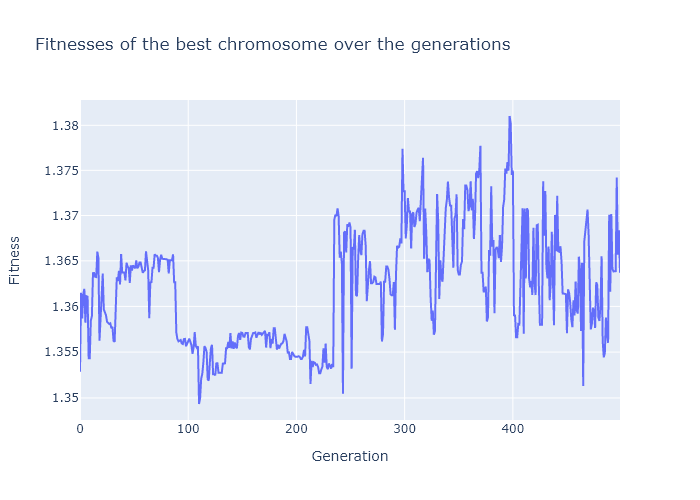 Fitnesses of the best chromosome over the generations
1.38
1.375
1.37
1.365
1.36
1.355
1.35
Fitness
0 100 200 300 400
Generation